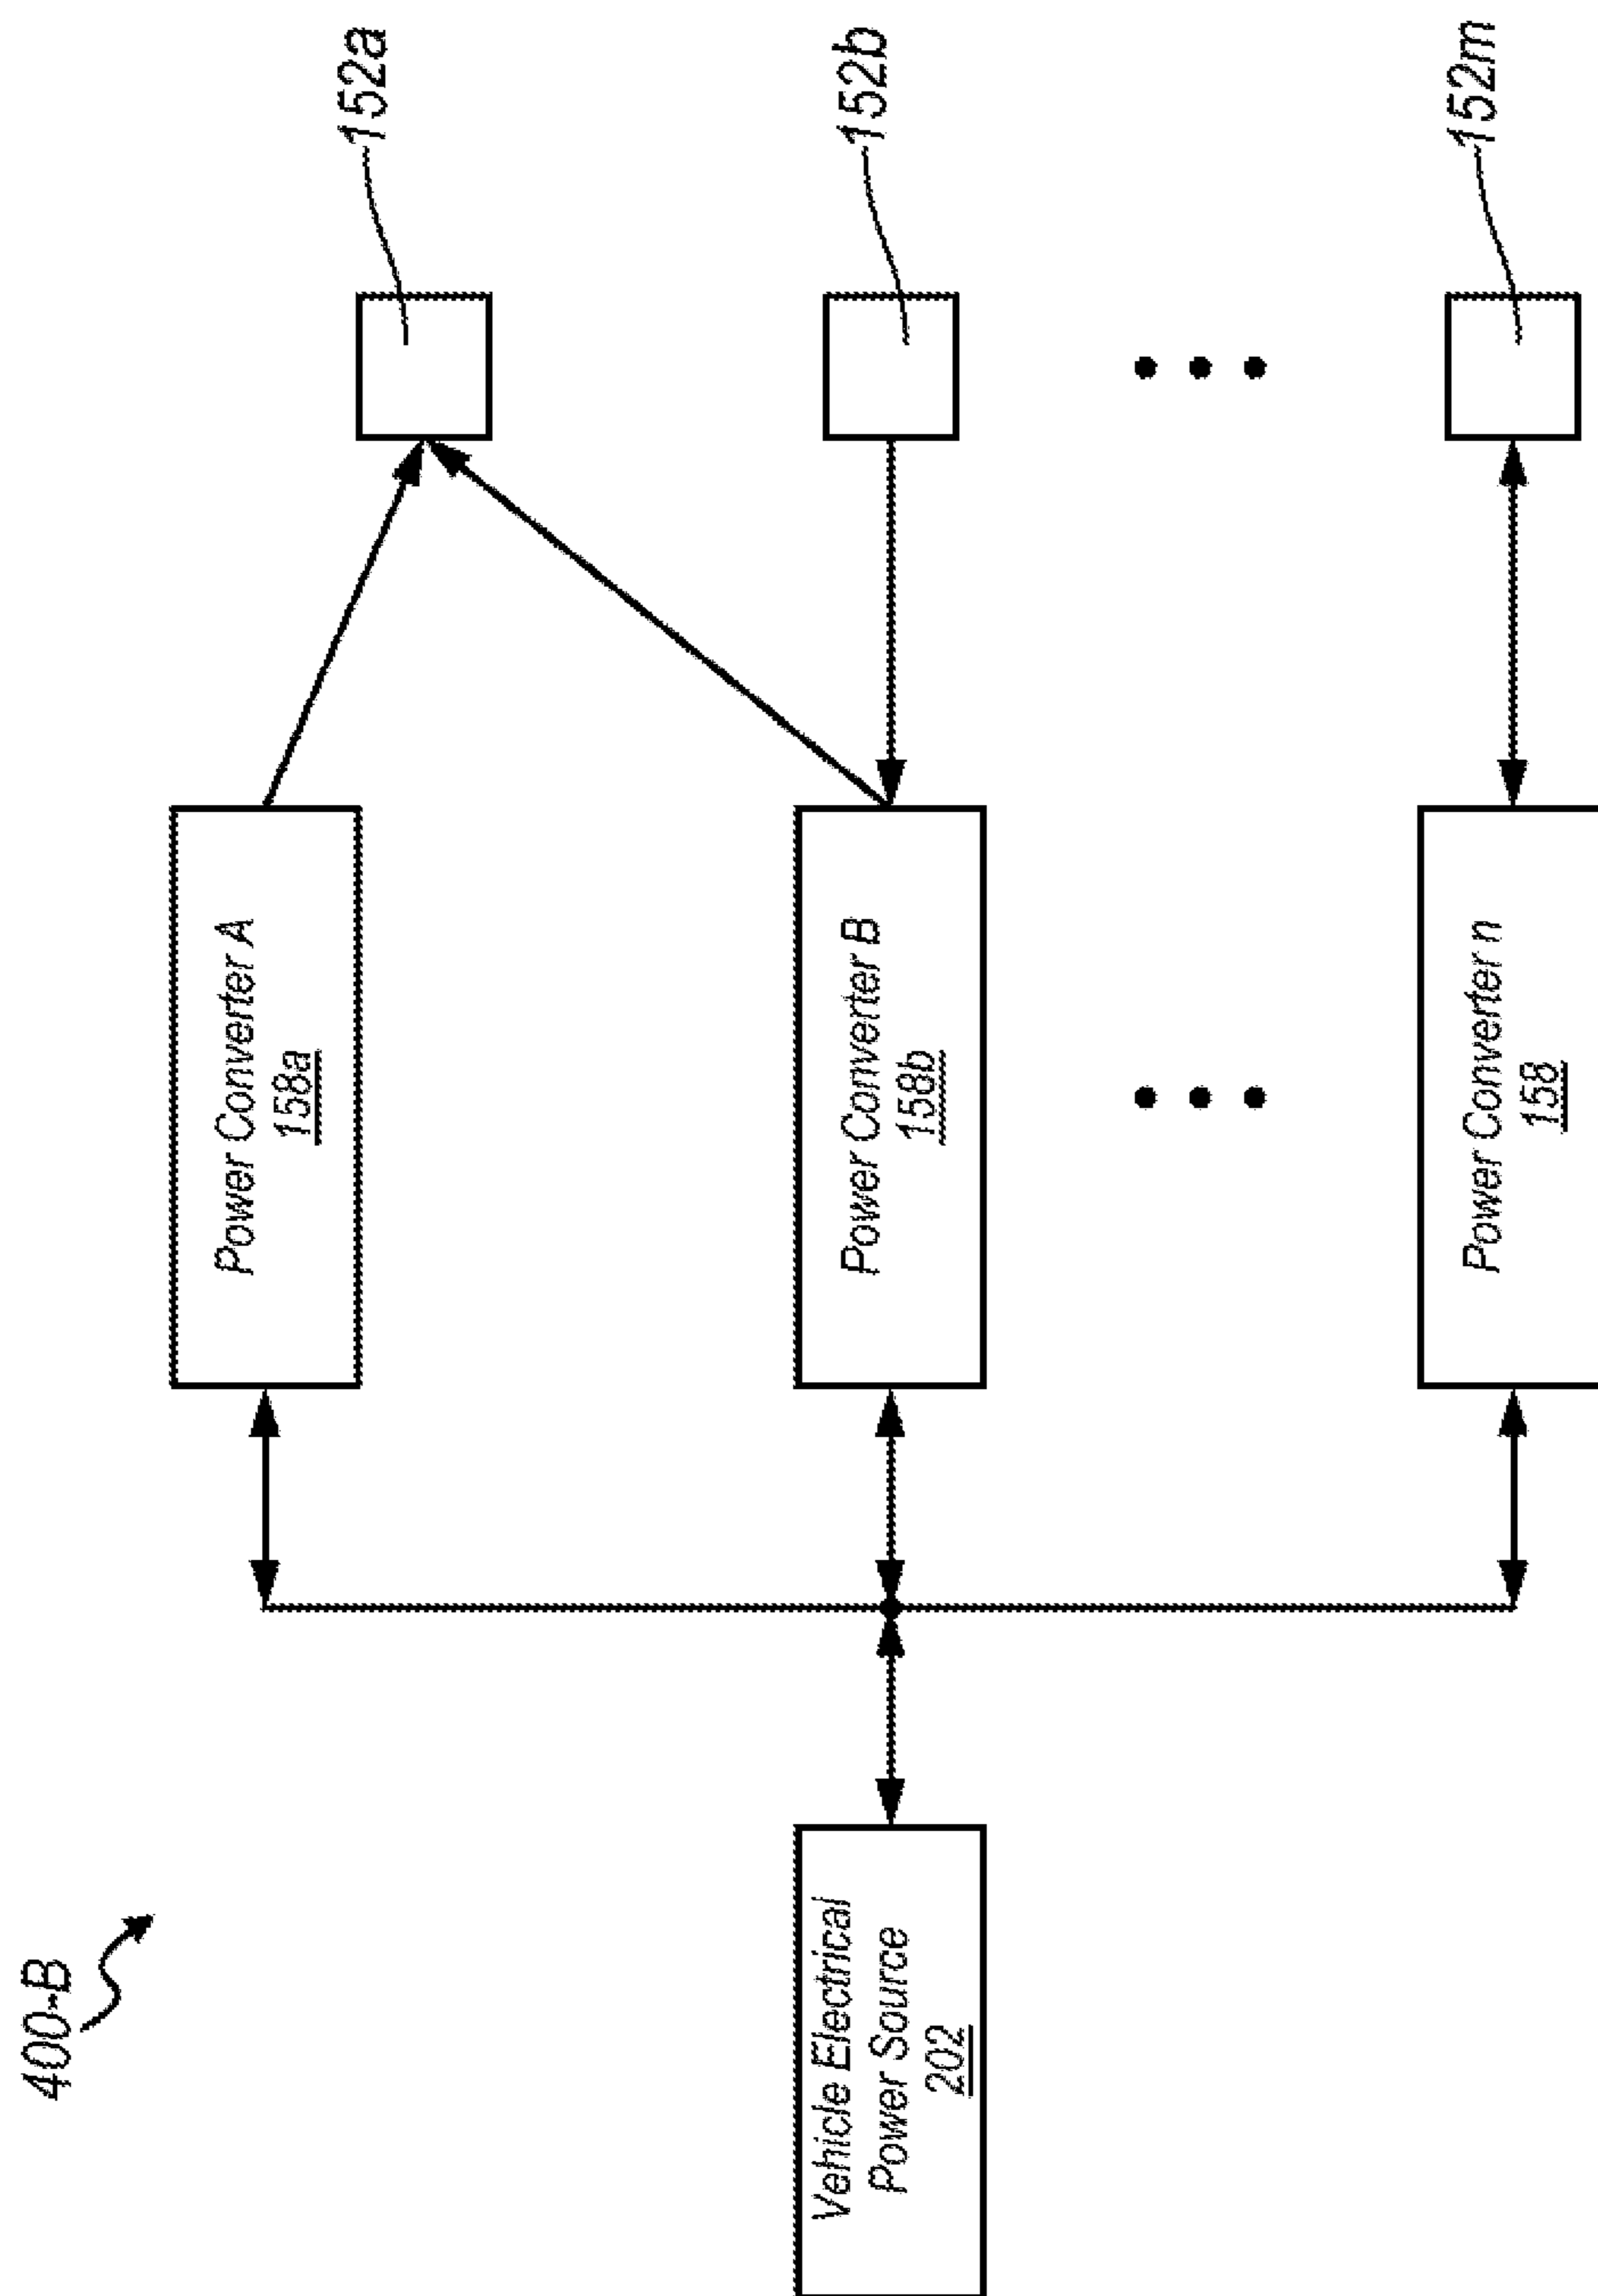 400-B
Vehicle Electrical
Power Source
202
Power Converter A
158a
Power Converter B
158b
Power Converter n
158
152a
152b
152m